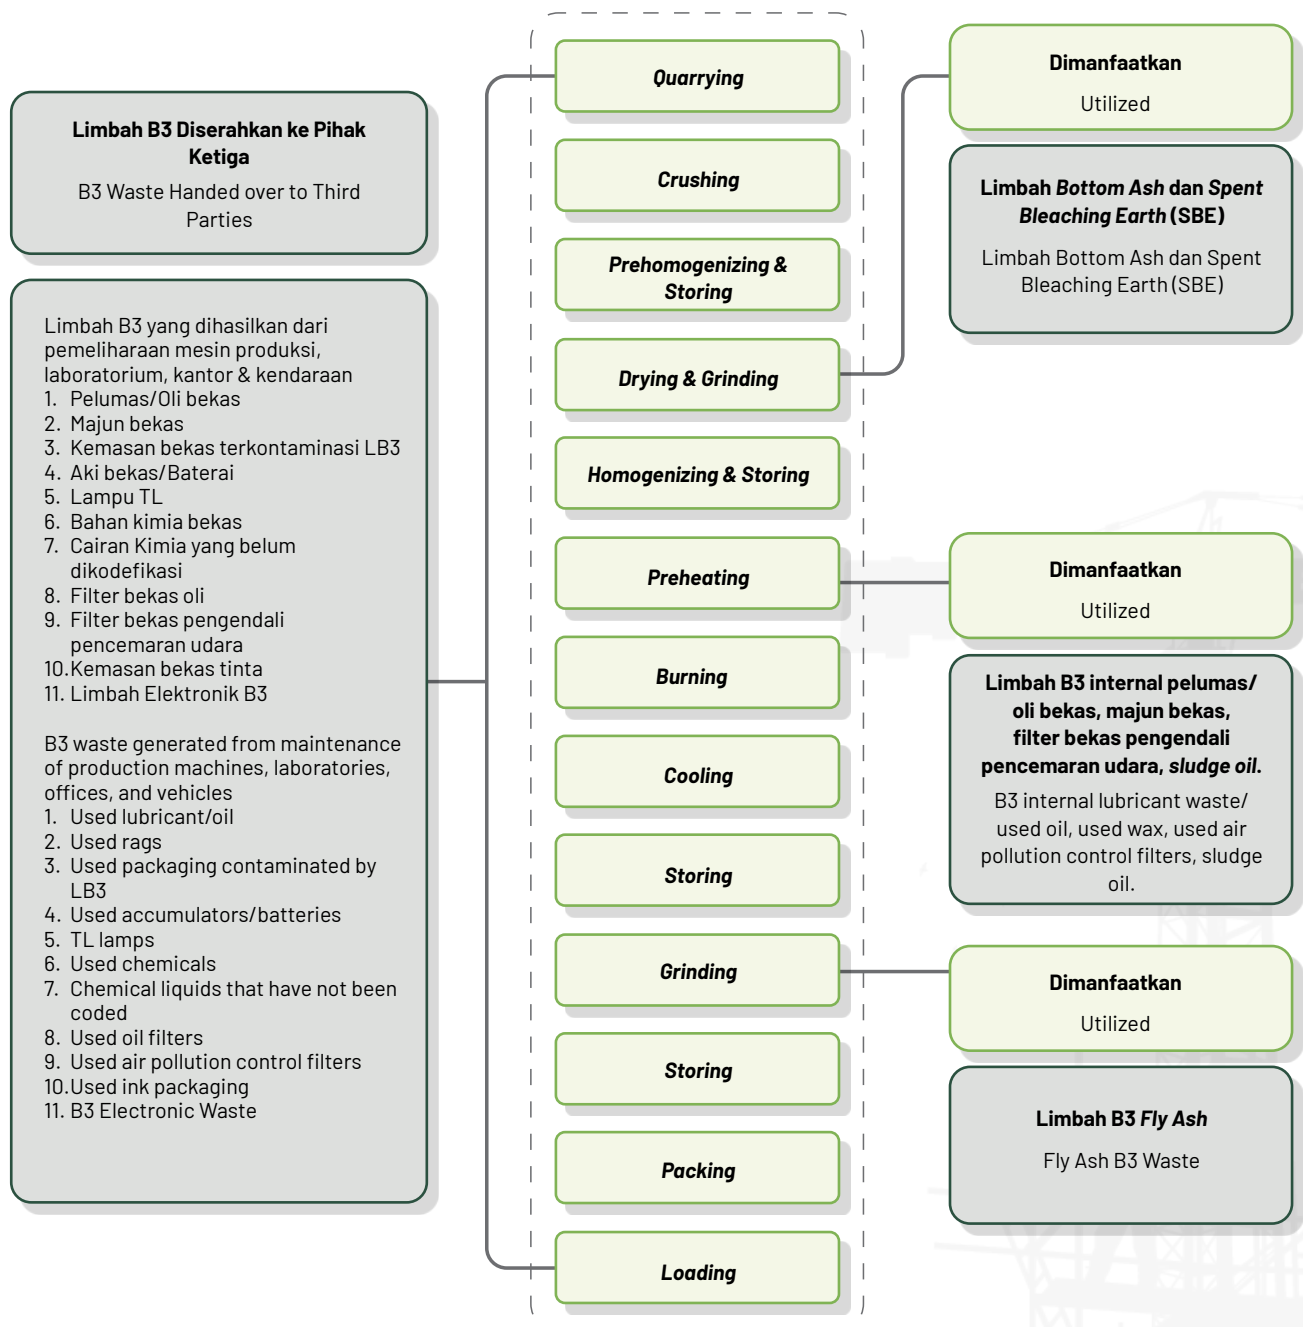 Limbah B3 Diserahkan ke Pihak
Ketiga
B3 Waste Handed over to Third
Parties
Limbah B3 yang dihasilkan dari
pemeliharaan mesin produksi,
laboratorium, kantor & kendaraan
1. Pelumas/Oli bekas
2. Majun bekas
3. Kemasan bekas terkontaminasi LB3
4. Aki bekas/Baterai
5. Lampu TL
6. Bahan kimia bekas
7. Cairan Kimia yang belum
dikodefikasi
8. Filter bekas oli
9. Filter bekas pengendali
pencemaran udara
10.Kemasan bekas tinta
11. Limbah Elektronik B3
B3 waste generated from maintenance
of production machines, laboratories,
offices, and vehicles
1. Used lubricant/oil
2. Used rags
3. Used packaging contaminated by
LB3
4. Used accumulators/batteries
5. TL lamps
6. Used chemicals
7. Chemical liquids that have not been
coded
8. Used oil filters
9. Used air pollution control filters
10.Used ink packaging
11. B3 Electronic Waste
Quarrying
Crushing
Prehomogenizing &
Storing
Drying & Grinding
Homogenizing & Storing
Preheating
Burning
Cooling
Storing
Grinding
Storing
Packing
Loading
Dimanfaatkan
Utilized
Limbah Bottom Ash dan Spent
Bleaching Earth (SBE)
Limbah Bottom Ash dan Spent
Bleaching Earth (SBE)
Dimanfaatkan
Utilized
Limbah B3 internal pelumas/
oli bekas, majun bekas,
filter bekas pengendali
pencemaran udara, sludge oil.
B3 internal lubricant waste/
used oil, used wax, used air
pollution control filters, sludge
oil.
Dimanfaatkan
Utilized
Limbah B3 Fly Ash
Fly Ash B3 Waste